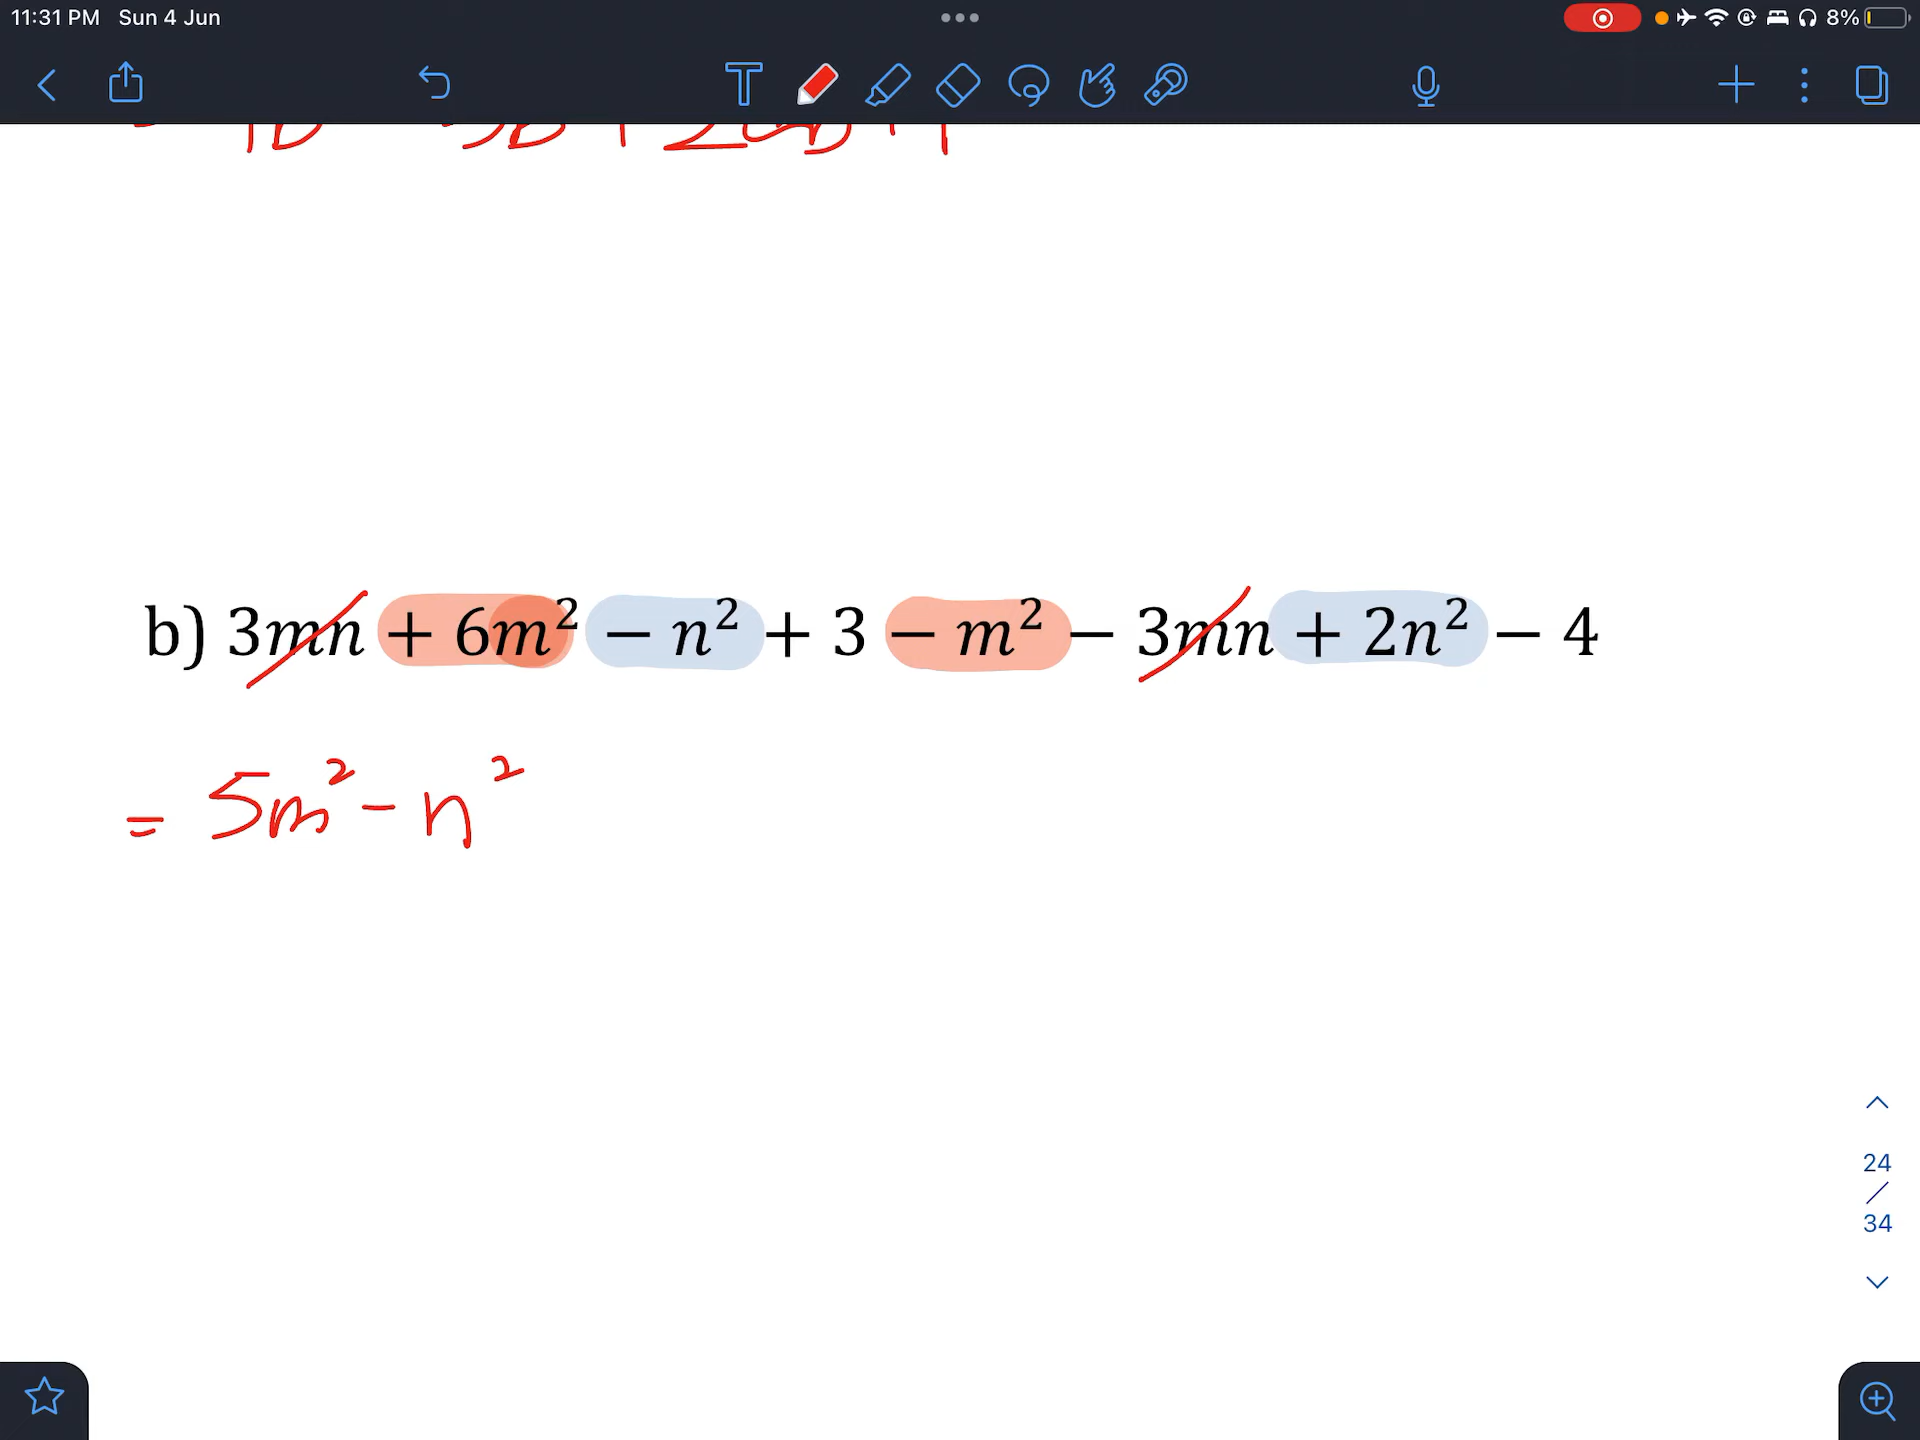 11:31 PM Sun 4 Jun
8%
b) 3mn + 6m² − n² + 3 − m² − 3mn + 2n² − 4
= 5m² - n²
24
/
34